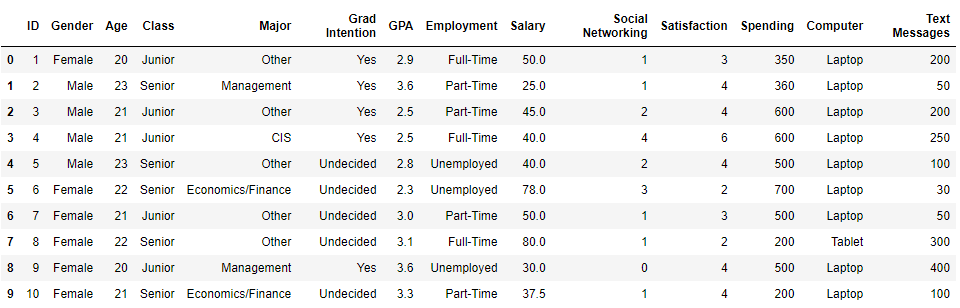 ID Gender Age Class Major Grad Intention GPA Employment Salary Social Networking Satisfaction Spending Computer Text Messages
0 1 Female 20 Junior Other Yes 2.9 Full-Time 50.0 1 3 350 Laptop 200
1 2 Male 23 Senior Management Yes 3.6 Part-Time 25.0 1 4 360 Laptop 50
2 3 Male 21 Junior Other Yes 2.5 Part-Time 45.0 2 4 600 Laptop 200
3 4 Male 21 Junior CIS Yes 2.5 Full-Time 40.0 4 6 600 Laptop 250
4 5 Male 23 Senior Other Undecided 2.8 Unemployed 40.0 2 4 500 Laptop 100
5 6 Female 22 Senior Economics/Finance Undecided 2.3 Unemployed 78.0 3 2 700 Laptop 30
6 7 Female 21 Junior Other Undecided 3.0 Part-Time 50.0 1 3 500 Laptop 50
7 8 Female 22 Senior Other Undecided 3.1 Full-Time 80.0 1 2 200 Tablet 300
8 9 Female 20 Junior Management Yes 3.6 Unemployed 30.0 0 4 500 Laptop 400
9 10 Female 21 Senior Economics/Finance Undecided 3.3 Part-Time 37.5 1 4 200 Laptop 100